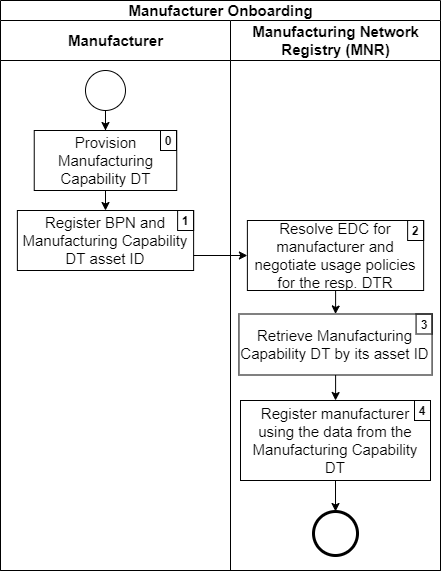 Manufacturer Onboarding
Manufacturer
Manufacturing Network
Registry (MNR)
0
Provision
Manufacturing
Capability DT
1
Register BPN and
Manufacturing Capability
DT asset ID
2
Resolve EDC for
manufacturer and
negotiate usage policies
for the resp. DTR
3
Retrieve Manufacturing
Capability DT by its asset ID
4
Register manufacturer
using the data from the
Manufacturing Capability
DT